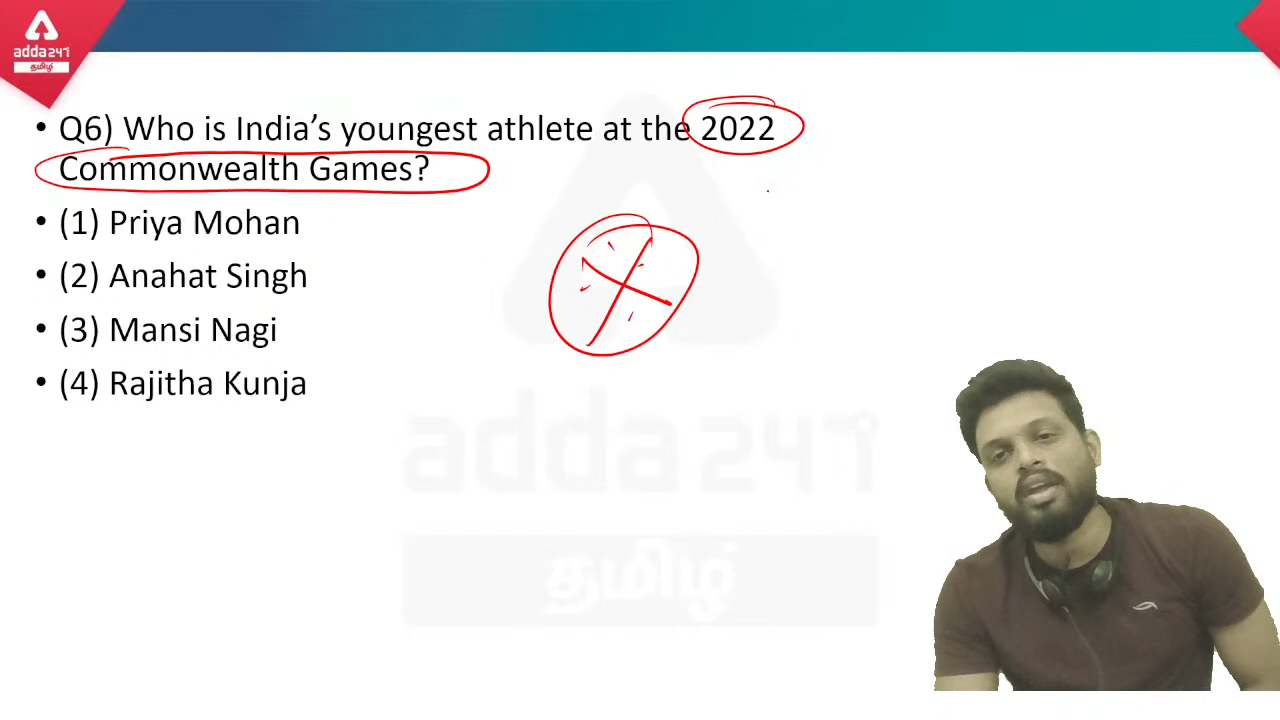 adda247
தமிழ்
• Q6) Who is India's youngest athlete at the 2022
Commonwealth Games?
• (1) Priya Mohan
• (2) Anahat Singh
• (3) Mansi Nagi
• (4) Rajitha Kunja
adda247
தமிழ்